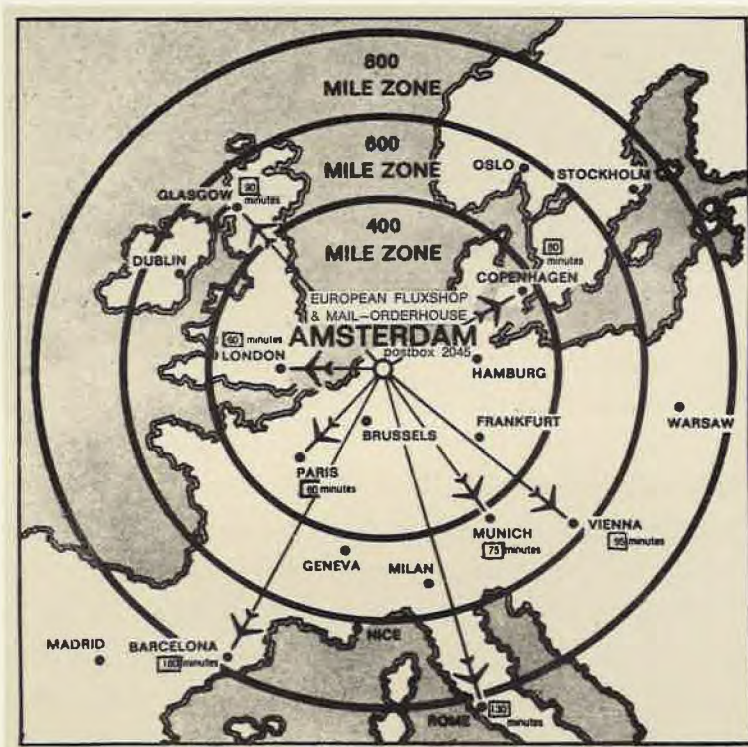 800
MILE ZONE
600
MILE ZONE
OSLO
STOCKHOLM
GLASGOW
90
minutes
400
MILE ZONE
DUBLIN
80
minutes
COPENHAGEN
EUROPEAN FLUXSHOP
& MAIL–ORDERHOUSE
AMSTERDAM
postbox 2045
60 minutes
LONDON
HAMBURG
BRUSSELS
FRANKFURT
WARSAW
PARIS
minutes
MUNICH
75 minutes
VIENNA
95 minutes
GENEVA
MILAN
NICE
MADRID
BARCELONA
minutes
ROME
130
minutes